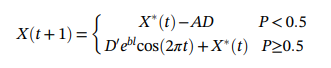 X(t+1) = { X*(t)−AD P<0.5
D′e^{bl}cos(2πt)+X*(t) P≥0.5